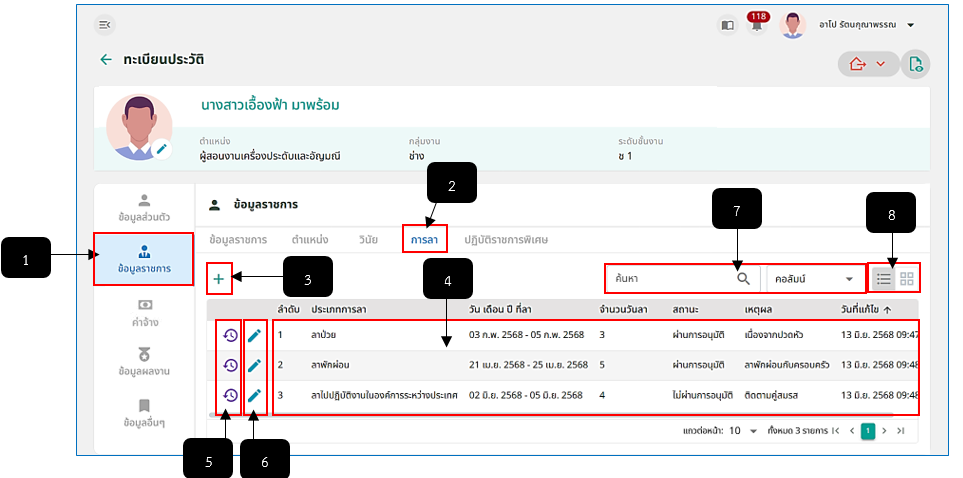 118
อาโป รัตนคุณาพรรณ
ทะเบียนประวัติ
นางสาวเอื้องฟ้า มาพร้อม
ตำแหน่ง กลุ่มงาน ระดับชั้นงาน
ผู้สอนงานเครื่องประดับและอัญมณี ช่าง ช 1
2
7
8
1
3
4
ข้อมูลส่วนตัว
ข้อมูลราชการ
ค่าจ้าง
ข้อมูลผลงาน
ข้อมูลอื่นๆ
ข้อมูลราชการ
ข้อมูลราชการ ตำแหน่ง วินัย การลา ปฏิบัติราชการพิเศษ
ค้นหา คอลัมน์
ลำดับ ประเภทการลา วัน เดือน ปี ที่ลา จำนวนวันลา สถานะ เหตุผล วันที่แก้ไข
1 ลาป่วย 03 ก.พ. 2568 - 05 ก.พ. 2568 3 ผ่านการอนุมัติ เนื่องจากปวดหัว 13 มิ.ย. 2568 09:47
2 ลาพักผ่อน 21 เม.ย. 2568 - 25 เม.ย. 2568 5 ผ่านการอนุมัติ ลาพักผ่อนกับครอบครัว 13 มิ.ย. 2568 09:48
3 ลาไปปฏิบัติงานในองค์การระหว่างประเทศ 02 มิ.ย. 2568 - 05 มิ.ย. 2568 4 ไม่ผ่านการอนุมัติ ติดตามคู่สมรส 13 มิ.ย. 2568 09:48
แถวต่อหน้า: 10 ทั้งหมด 3 รายการ 1
5
6